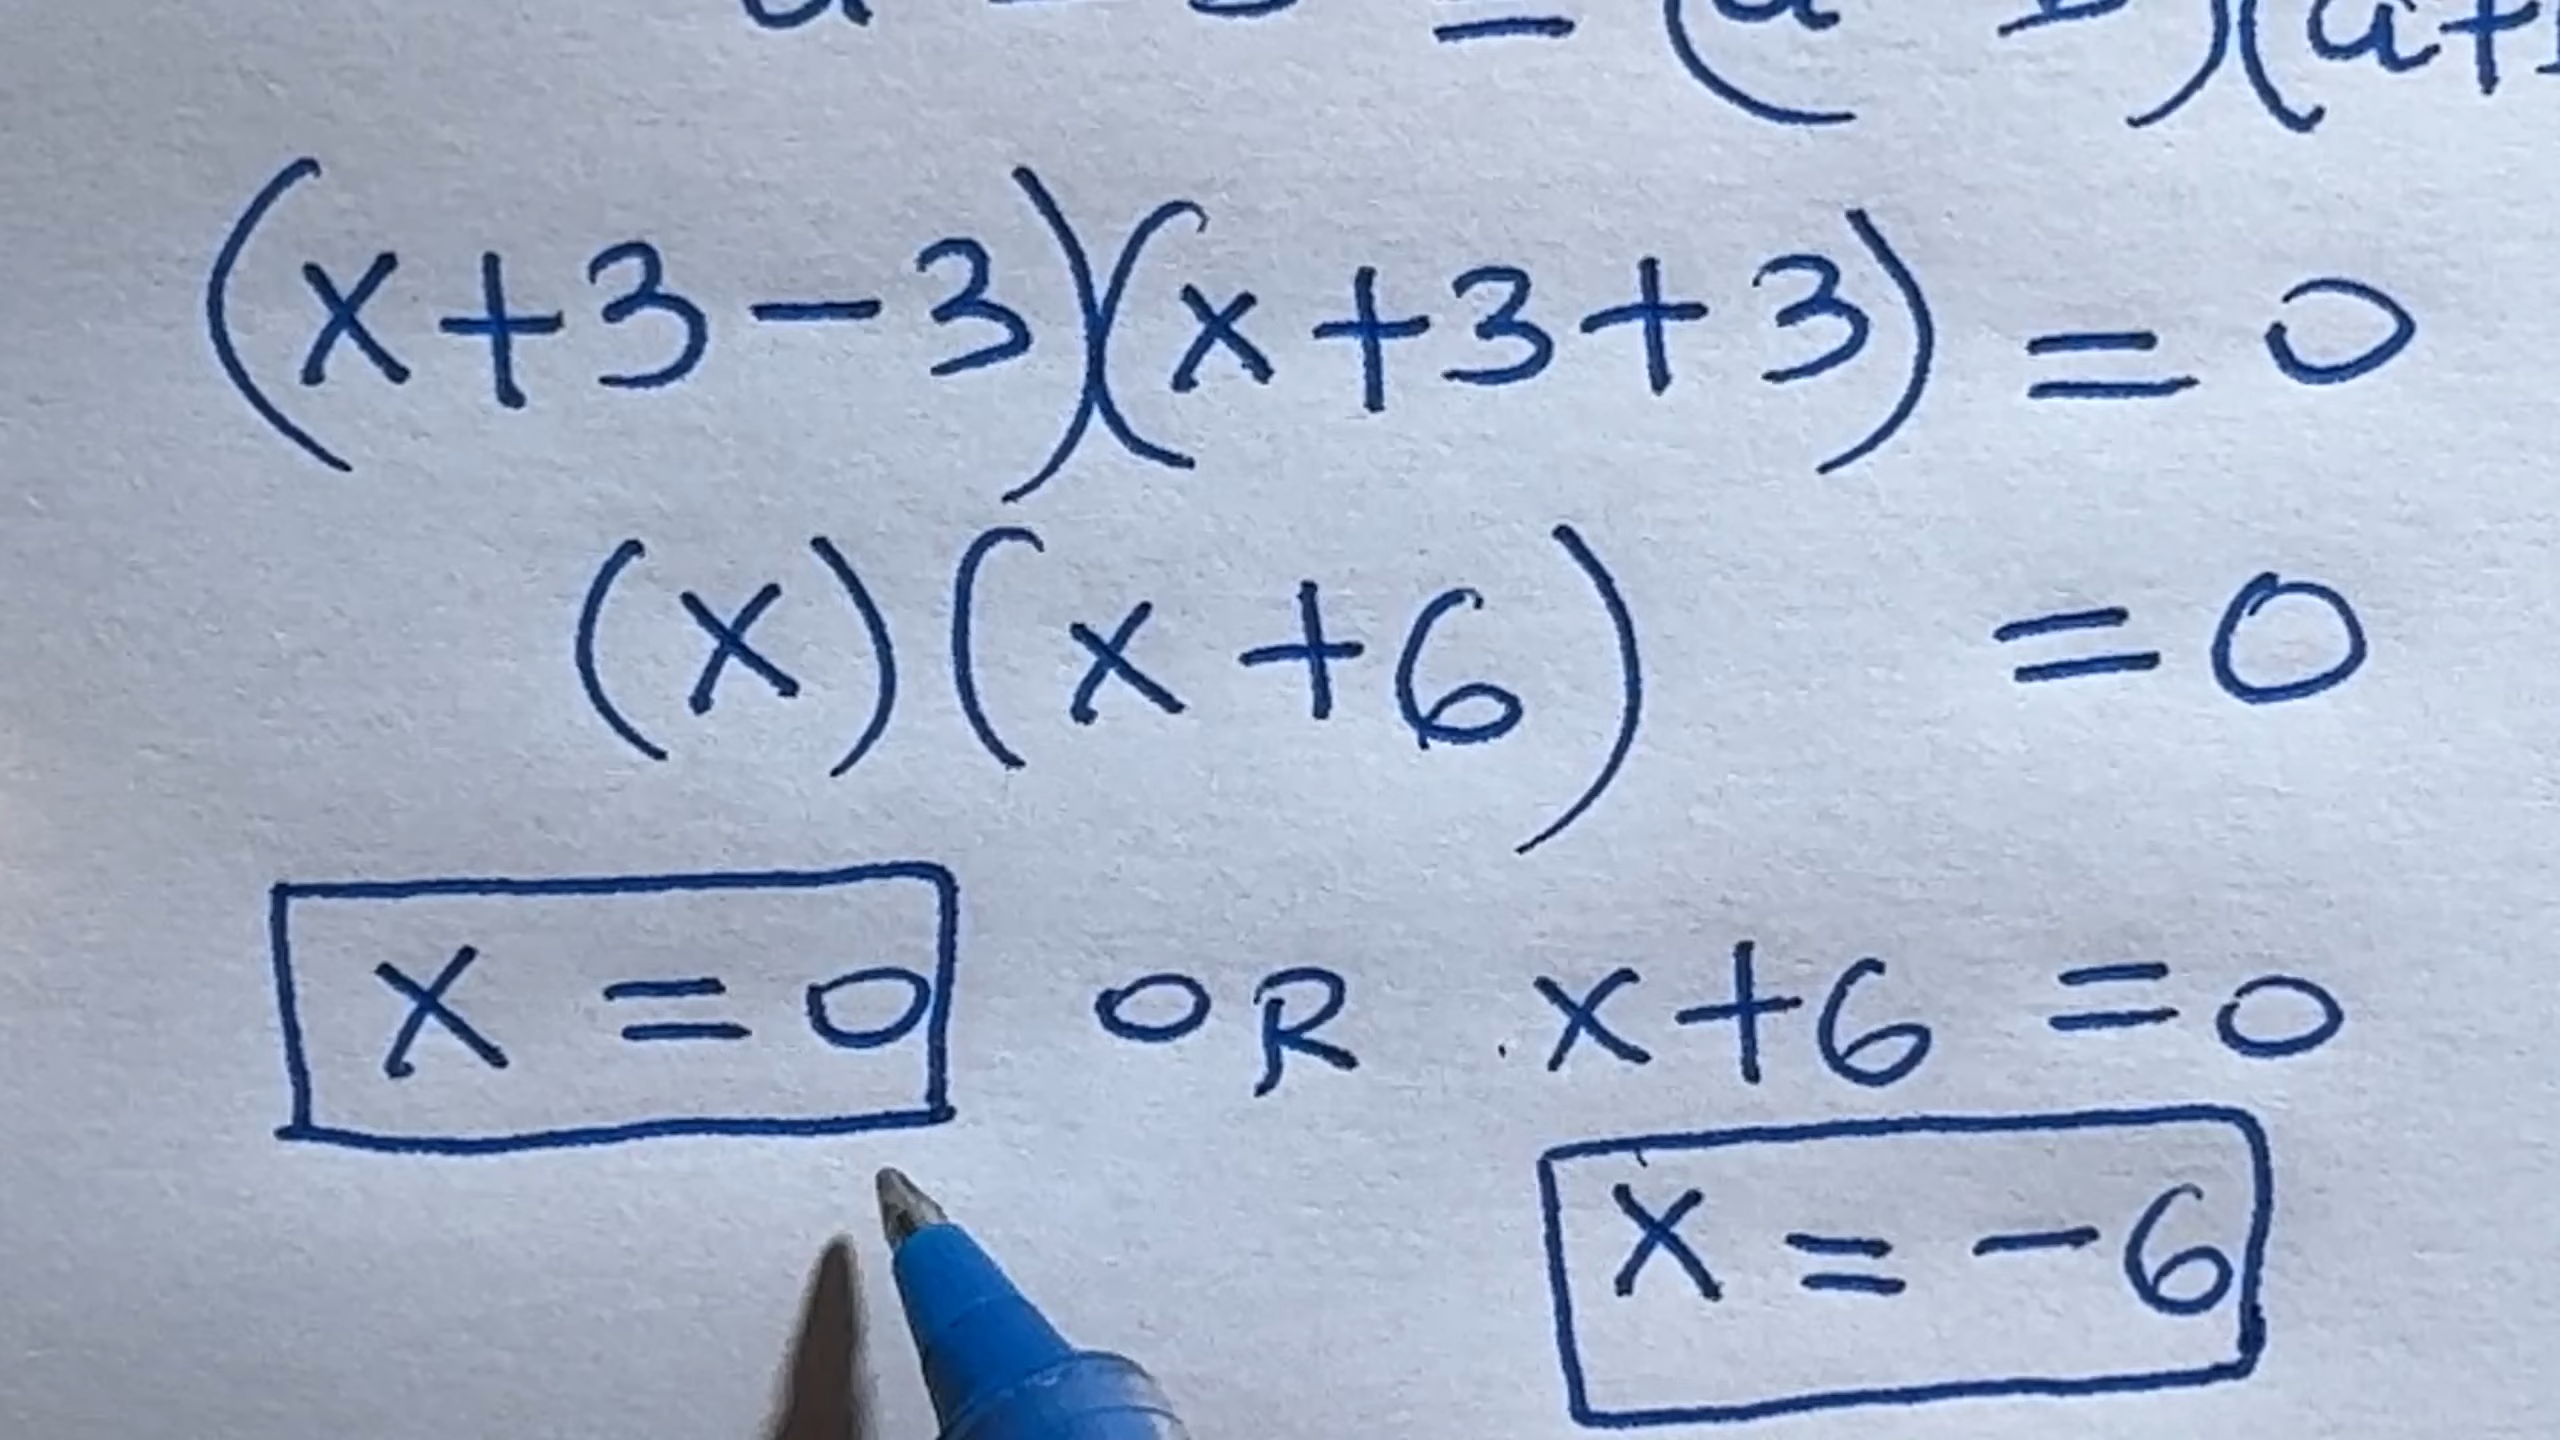 = (a )(a+
(x+3-3)(x+3+3) = 0
(x)(x+6) = 0
x = 0 OR x+6 = 0
x = -6